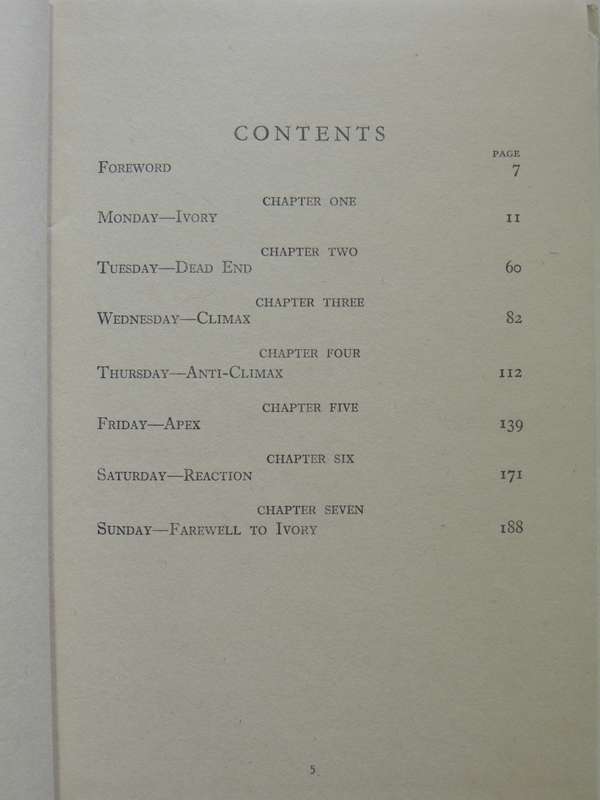 CONTENTS
PAGE
FOREWORD 7
CHAPTER ONE
MONDAY—IVORY 11
CHAPTER TWO
TUESDAY—DEAD END 60
CHAPTER THREE
WEDNESDAY—CLIMAX 82
CHAPTER FOUR
THURSDAY—ANTI-CLIMAX 112
CHAPTER FIVE
FRIDAY—APEX 139
CHAPTER SIX
SATURDAY—REACTION 171
CHAPTER SEVEN
SUNDAY—FAREWELL TO IVORY 188
5